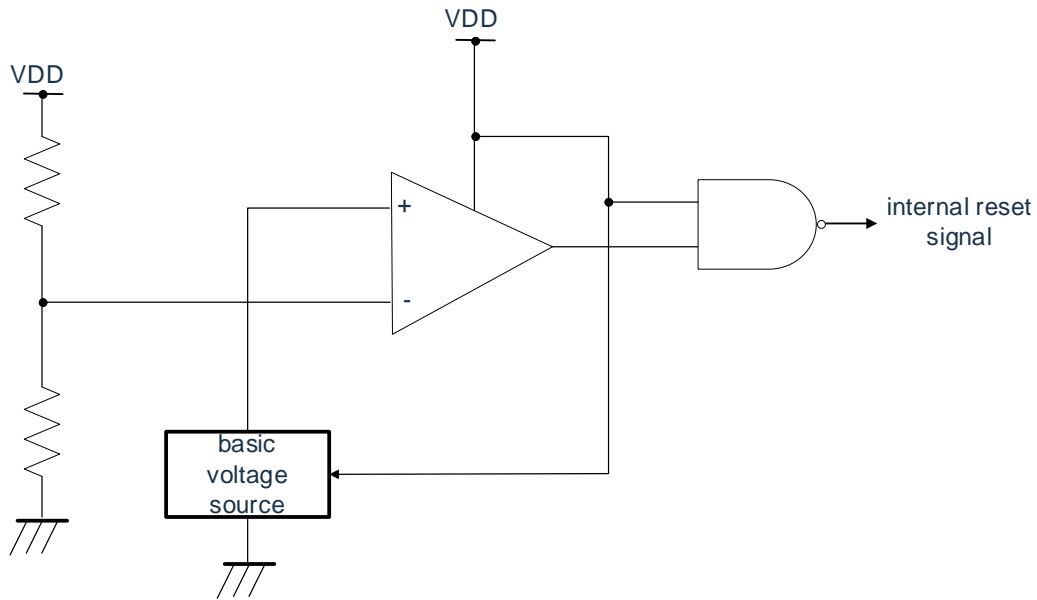 VDD
VDD
+
-
internal reset
signal
basic
voltage
source